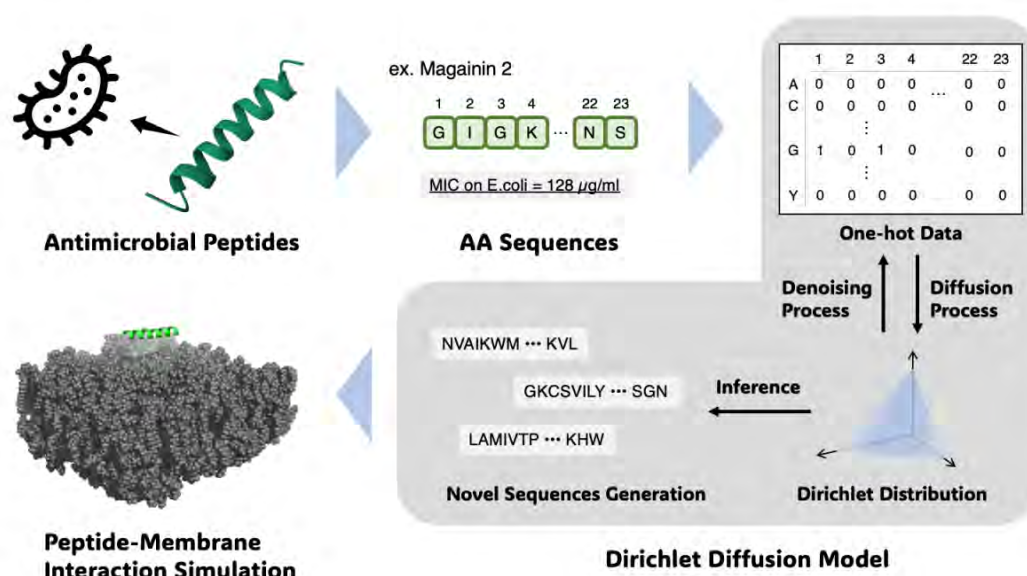 ex. Magainin 2
1 2 3 4 22 23
G I G K ... N S
MIC on E.coli = 128 µg/ml
Antimicrobial Peptides
AA Sequences
1 2 3 4 22 23
A 0 0 0 0 ... 0 0
C 0 0 0 0 0 0
⋮
G 1 0 1 0 0 0
⋮
Y 0 0 0 0 ... 0 0
One-hot Data
Denoising
Process
Diffusion
Process
NVAIKWM ... KVL
GKCSVILY ... SGN
LAMIVTP ... KHW
Inference
Novel Sequences Generation
Dirichlet Distribution
Peptide-Membrane
Interaction Simulation
Dirichlet Diffusion Model